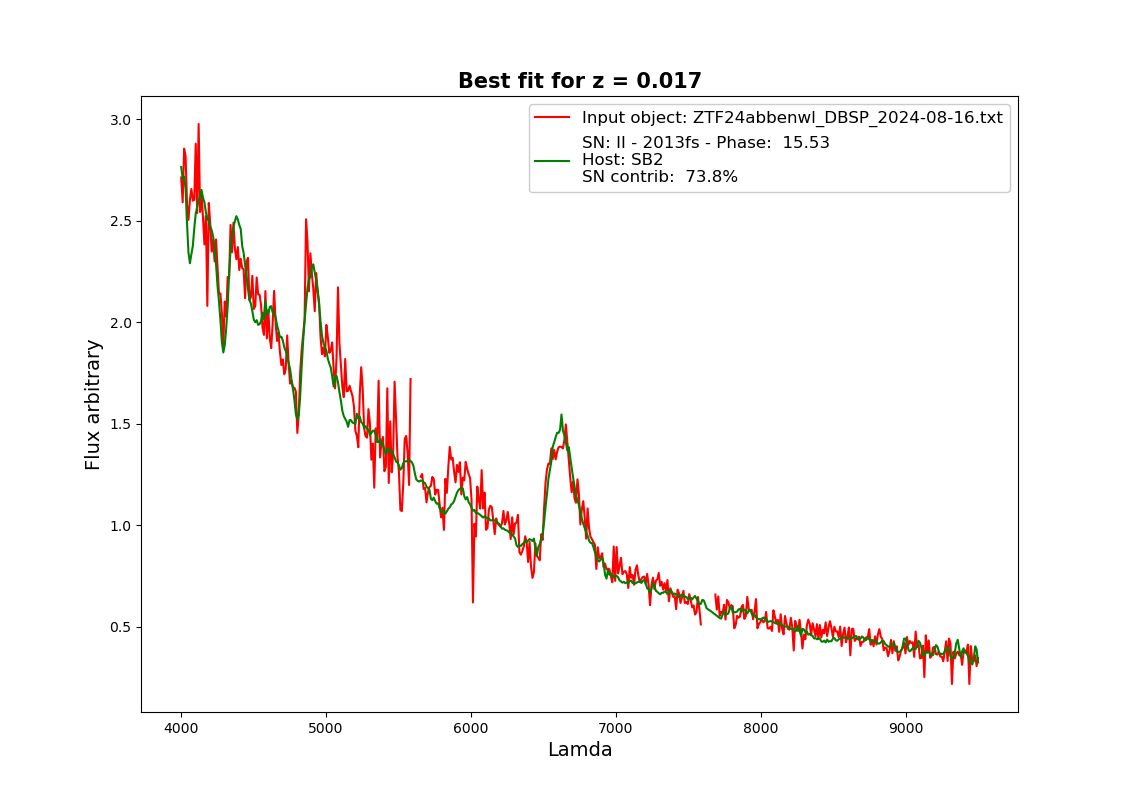 Best fit for z = 0.017
Input object: ZTF24abbenwl_DBSP_2024-08-16.txt
SN: II - 2013fs - Phase:  15.53
Host: SB2
SN contrib:  73.8%
Flux arbitrary
3.0
2.5
2.0
1.5
1.0
0.5
4000 5000 6000 7000 8000 9000
Lamda